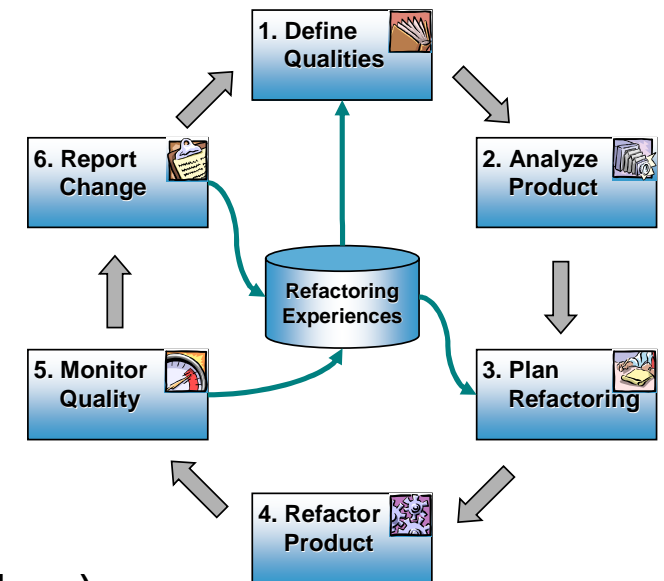 1. Define
Qualities
2. Analyze
Product
3. Plan
Refactoring
4. Refactor
Product
5. Monitor
Quality
6. Report
Change
Refactoring
Experiences